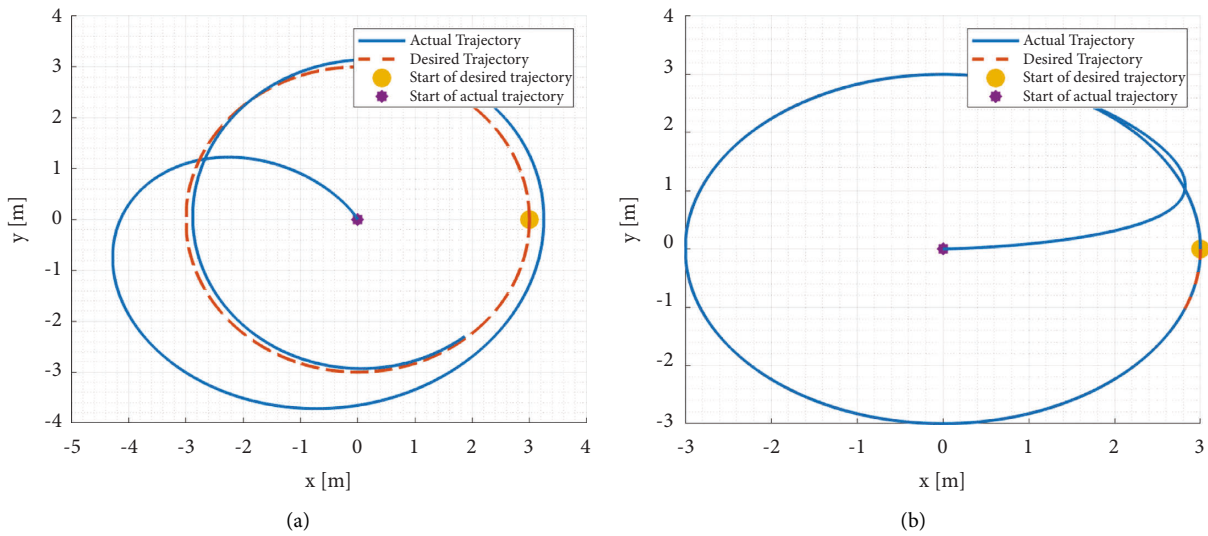 4
3
2
1
0
-1
-2
-3
-4
y [m]
-5
-4
-3
-2
-1
0
1
2
3
4
x [m]
Actual Trajectory
Desired Trajectory
Start of desired trajectory
Start of actual trajectory
(a)
4
3
2
1
0
-1
-2
-3
y [m]
-3
-2
-1
0
1
2
3
x [m]
Actual Trajectory
Desired Trajectory
Start of desired trajectory
Start of actual trajectory
(b)